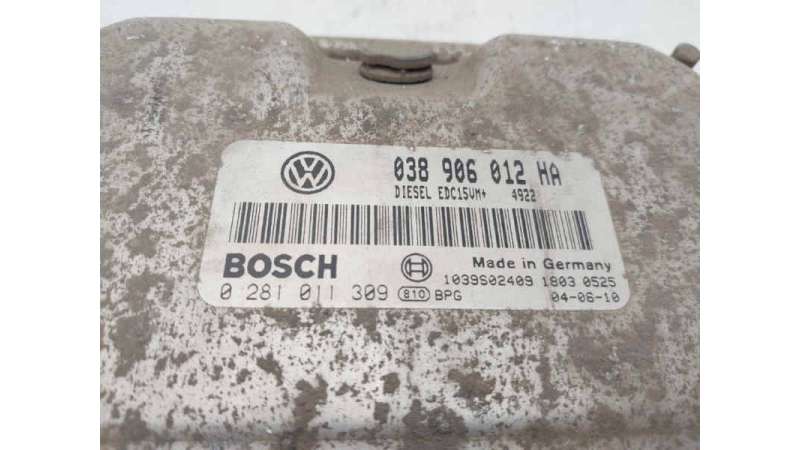 038 906 012 HA
DIESEL EDC15VM+ 4922
BOSCH Made in Germany
1039S02409 1803 0525
0 281 011 309 810 BPG 04-06-10